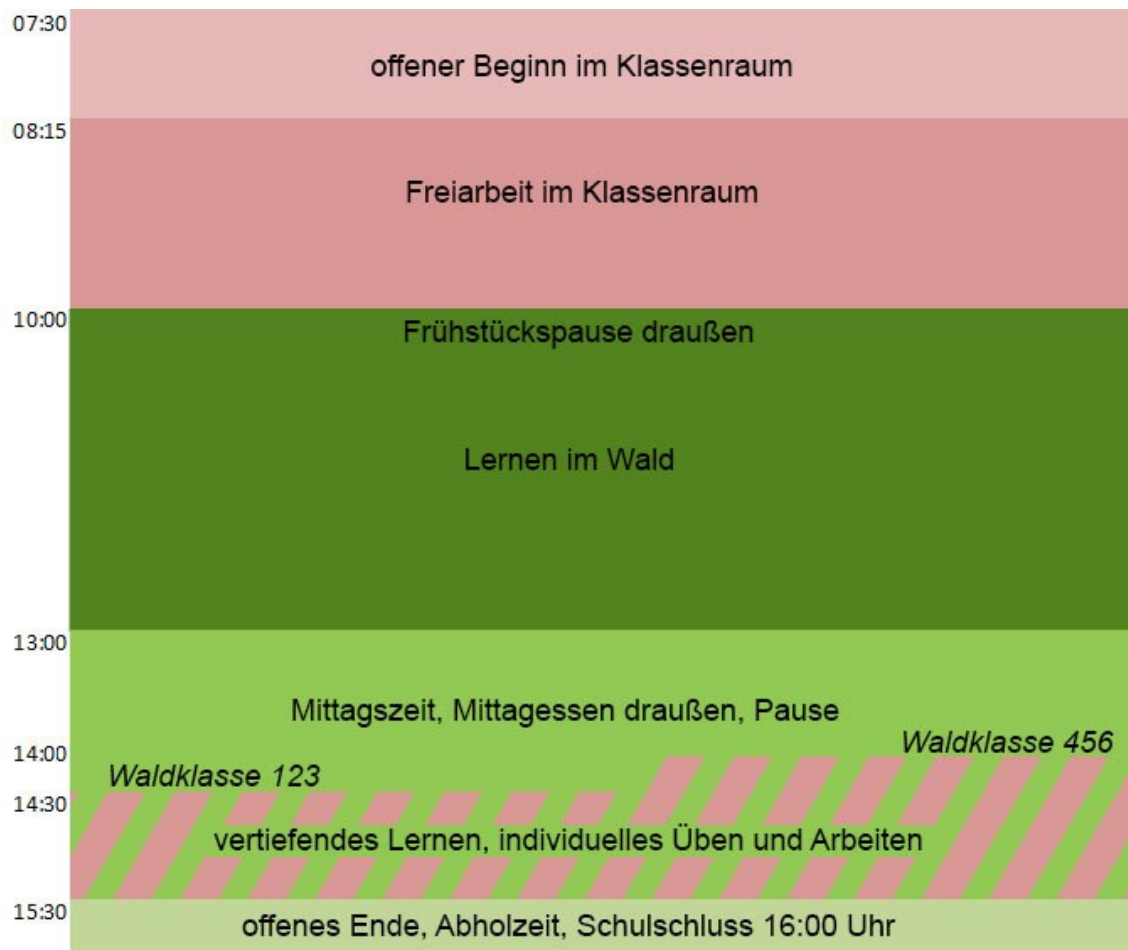 07:30
offener Beginn im Klassenraum
08:15
Freiarbeit im Klassenraum
10:00
Frühstückspause draußen
Lernen im Wald
13:00
Mittagszeit, Mittagessen draußen, Pause
Waldklasse 456
14:00
Waldklasse 123
14:30
vertiefendes Lernen, individuelles Üben und Arbeiten
15:30
offenes Ende, Abholzeit, Schulschluss 16:00 Uhr